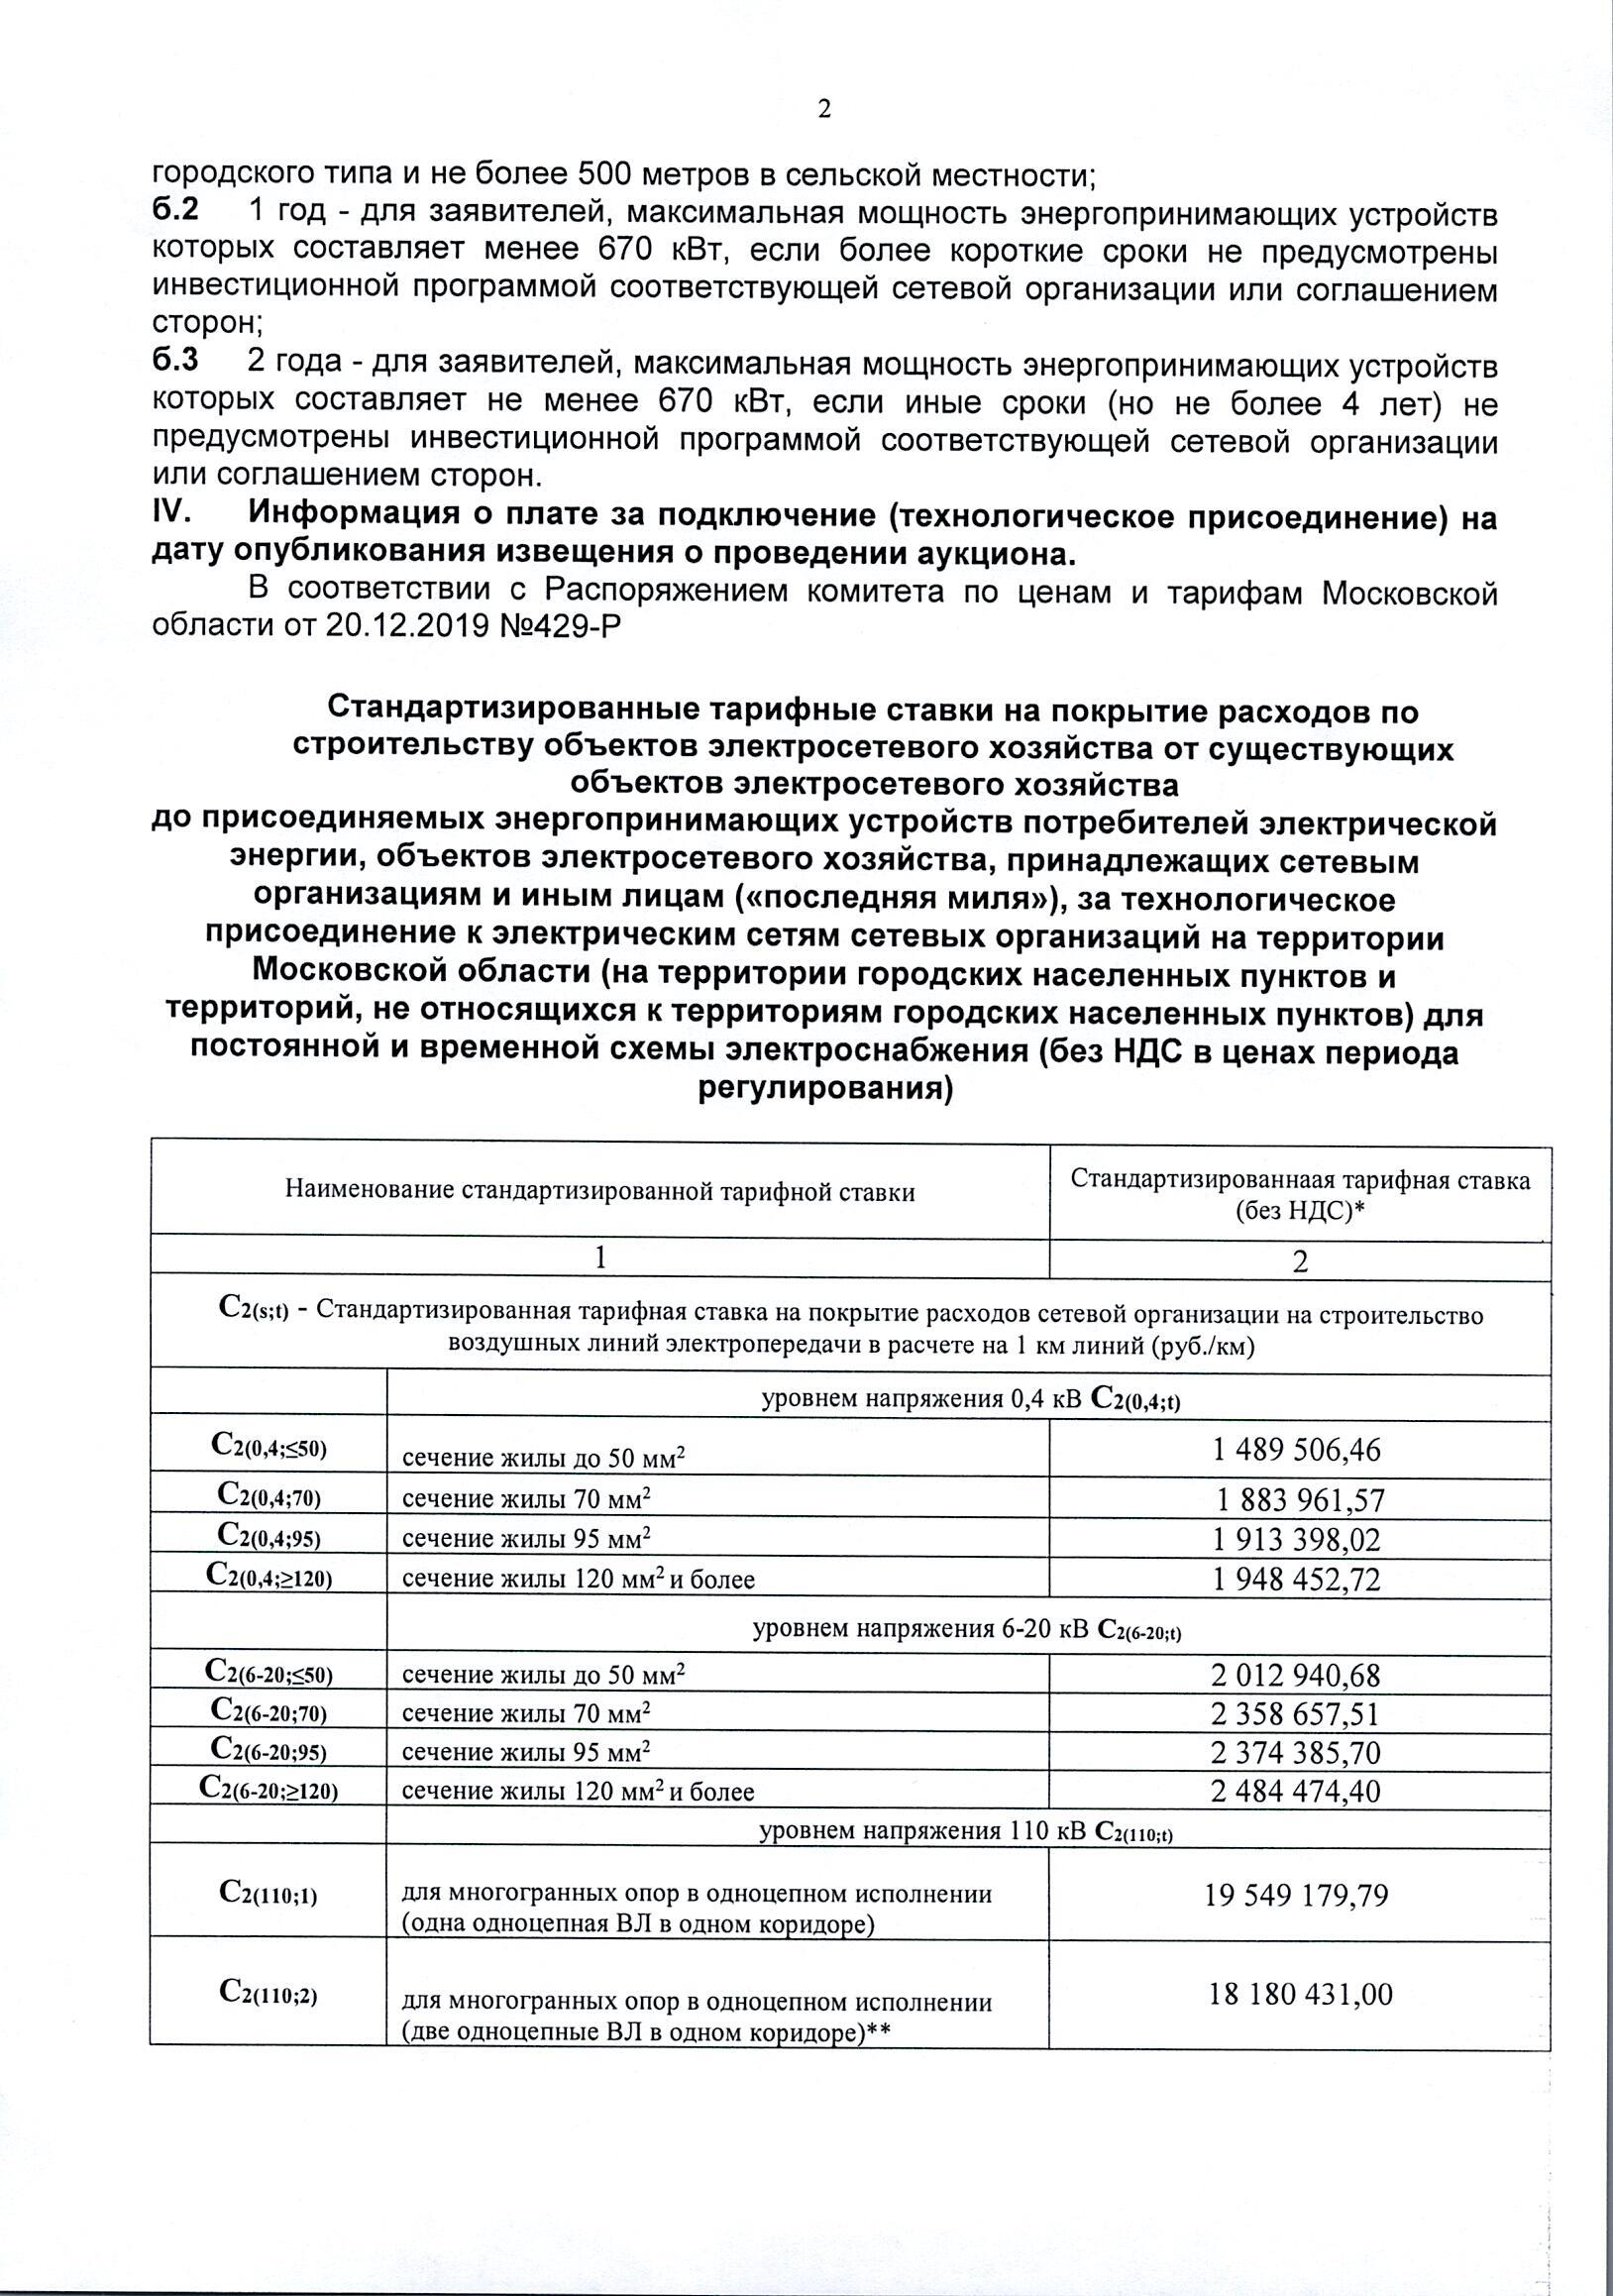 2
городского типа и не более 500 метров в сельской местности;
б.2 1 год - для заявителей, максимальная мощность энергопринимающих устройств
которых составляет менее 670 кВт, если более короткие сроки не предусмотрены
инвестиционной программой соответствующей сетевой организации или соглашением
сторон;
б.3 2 года - для заявителей, максимальная мощность энергопринимающих устройств
которых составляет не менее 670 кВт, если иные сроки (но не более 4 лет) не
предусмотрены инвестиционной программой соответствующей сетевой организации
или соглашением сторон.
IV. Информация о плате за подключение (технологическое присоединение) на
дату опубликования извещения о проведении аукциона.
В соответствии с Распоряжением комитета по ценам и тарифам Московской
области от 20.12.2019 №429-Р
Стандартизированные тарифные ставки на покрытие расходов по
строительству объектов электросетевого хозяйства от существующих
объектов электросетевого хозяйства
до присоединяемых энергопринимающих устройств потребителей электрической
энергии, объектов электросетевого хозяйства, принадлежащих сетевым
организациям и иным лицам («последняя миля»), за технологическое
присоединение к электрическим сетям сетевых организаций на территории
Московской области (на территории городских населенных пунктов и
территорий, не относящихся к территориям городских населенных пунктов) для
постоянной и временной схемы электроснабжения (без НДС в ценах периода
регулирования)
Наименование стандартизированной тарифной ставки
Стандартизированнаая тарифная ставка
(без НДС)*
1 2
C2(s;t) - Стандартизированная тарифная ставка на покрытие расходов сетевой организации на строительство
воздушных линий электропередачи в расчете на 1 км линий (руб./км)
уровнем напряжения 0,4 кВ C2(0,4;t)
C2(0,4;≤50) сечение жилы до 50 мм² 1 489 506,46
C2(0,4;70) сечение жилы 70 мм² 1 883 961,57
C2(0,4;95) сечение жилы 95 мм² 1 913 398,02
C2(0,4;≥120) сечение жилы 120 мм² и более 1 948 452,72
уровнем напряжения 6-20 кВ C2(6-20;t)
C2(6-20;≤50) сечение жилы до 50 мм² 2 012 940,68
C2(6-20;70) сечение жилы 70 мм² 2 358 657,51
C2(6-20;95) сечение жилы 95 мм² 2 374 385,70
C2(6-20;≥120) сечение жилы 120 мм² и более 2 484 474,40
уровнем напряжения 110 кВ C2(110;t)
C2(110;1) для многогранных опор в одноцепном исполнении 19 549 179,79
(одна одноцепная ВЛ в одном коридоре)
C2(110;2) для многогранных опор в одноцепном исполнении 18 180 431,00
(две одноцепные ВЛ в одном коридоре)**